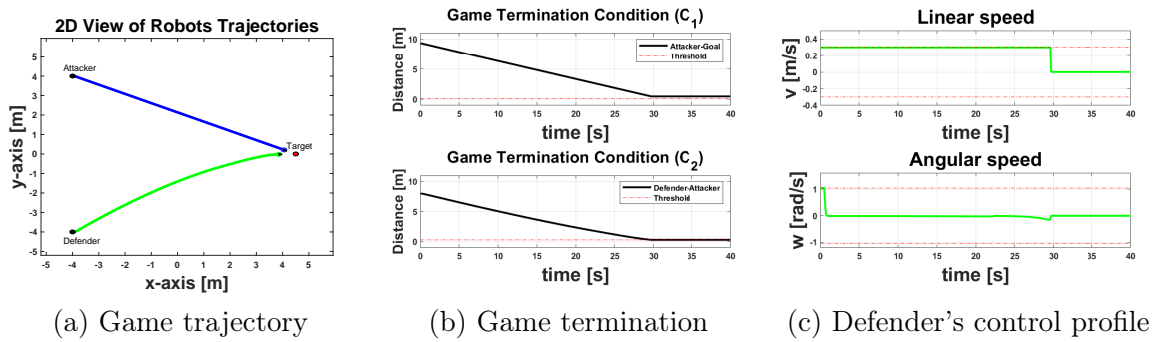 2D View of Robots Trajectories
5
4
3
2
1
0
-1
-2
-3
-4
-5
y-axis [m]
Attacker
Target
Defender
-5 -4 -3 -2 -1 0 1 2 3 4 5
x-axis [m]
(a) Game trajectory
Game Termination Condition (C1)
Distance [m]
10
5
0
Attacker-Goal
Threshold
0 5 10 15 20 25 30 35 40
time [s]
Game Termination Condition (C2)
Distance [m]
10
5
0
Defender-Attacker
Threshold
0 5 10 15 20 25 30 35 40
time [s]
(b) Game termination
Linear speed
v [m/s]
0.4
0.2
0
-0.2
-0.4
0 5 10 15 20 25 30 35 40
time [s]
Angular speed
w [rad/s]
1
0
-1
0 5 10 15 20 25 30 35 40
time [s]
(c) Defender's control profile